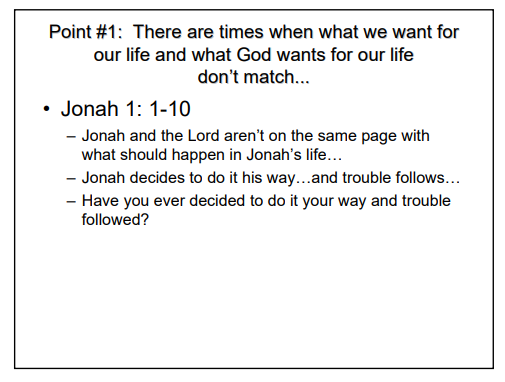 Point #1:  There are times when what we want for
our life and what God wants for our life
don’t match...
• Jonah 1: 1-10
– Jonah and the Lord aren’t on the same page with
what should happen in Jonah’s life…
– Jonah decides to do it his way…and trouble follows…
– Have you ever decided to do it your way and trouble
followed?